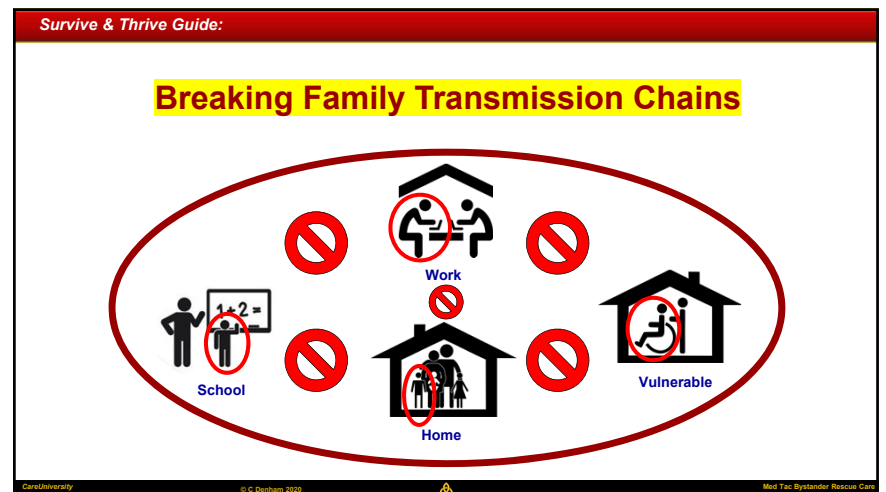 Survive & Thrive Guide:
Breaking Family Transmission Chains
Work
1+2=
School
Vulnerable
Home
CareUniversity
© C Denham 2020
Med Tac Bystander Rescue Care